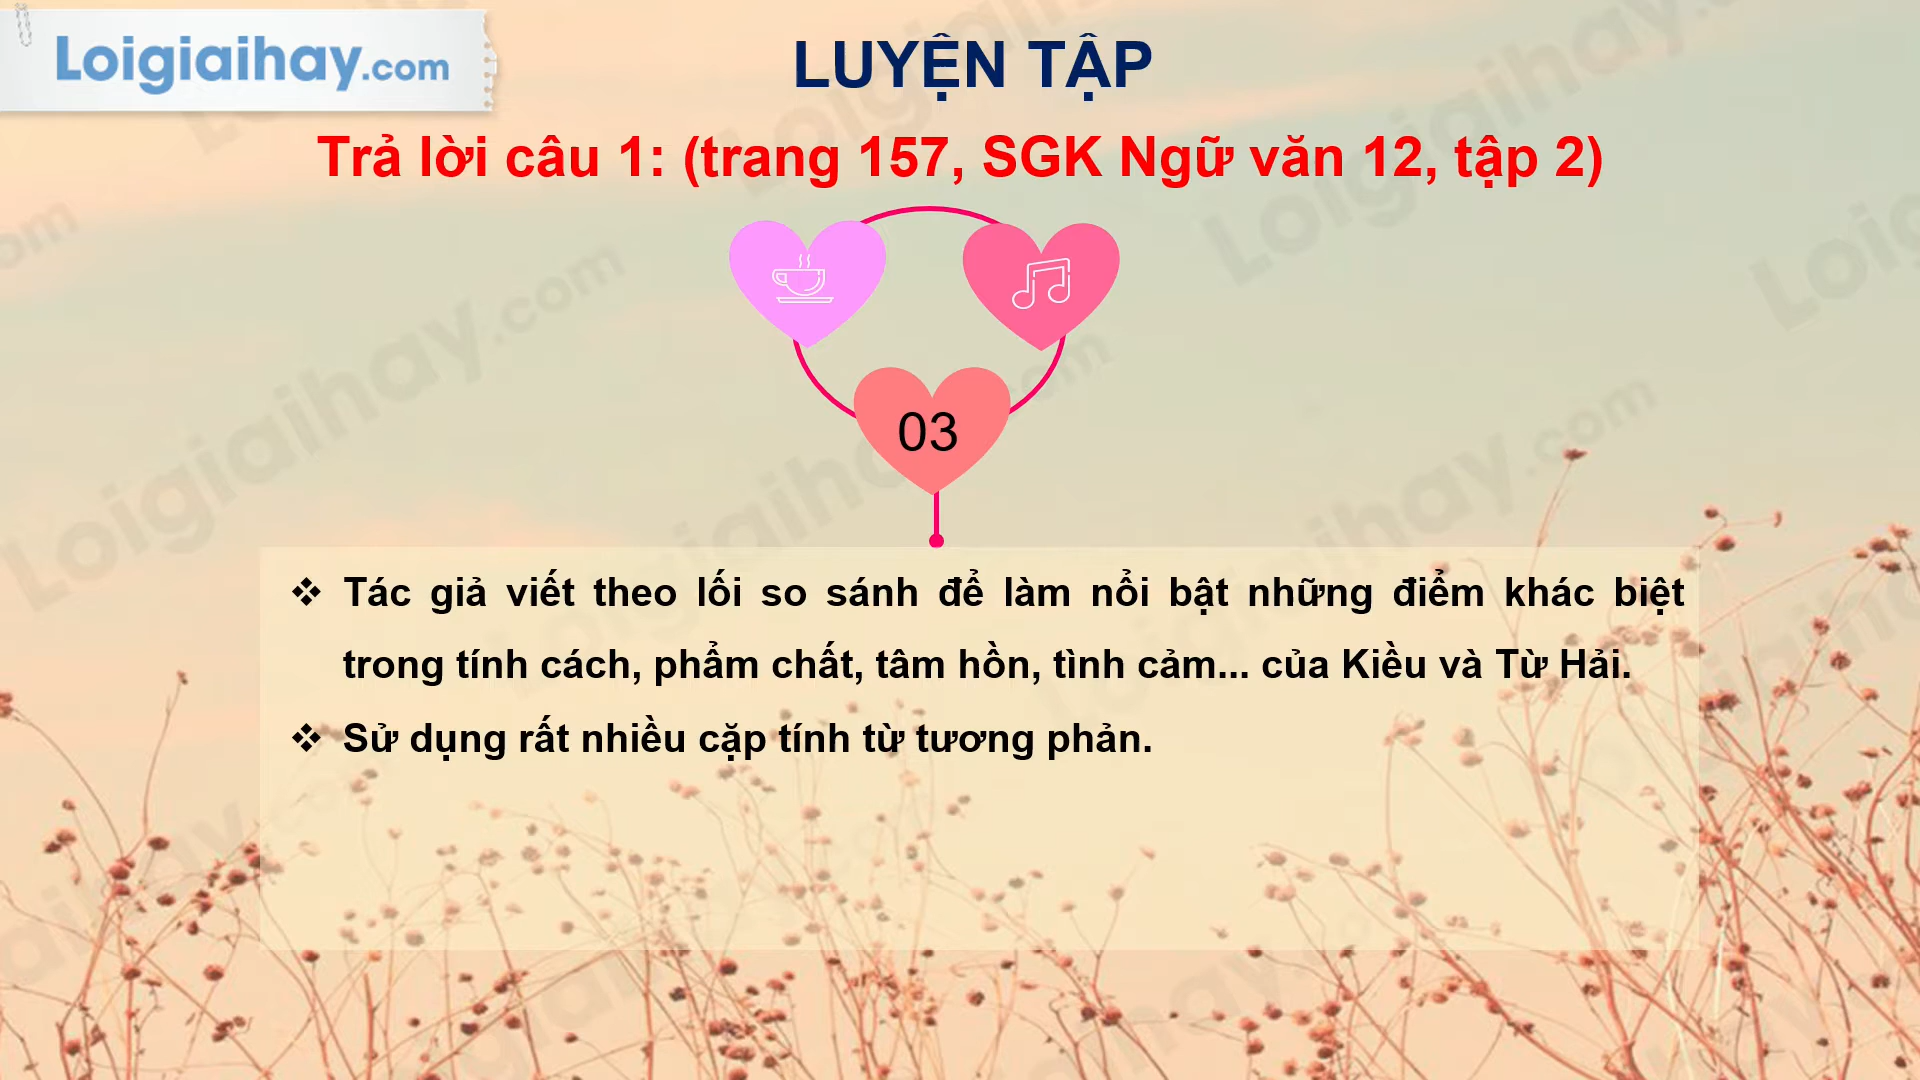 Loigiaihay.com
LUYỆN TẬP
Trả lời câu 1: (trang 157, SGK Ngữ văn 12, tập 2)
03
Tác giả viết theo lối so sánh để làm nổi bật những điểm khác biệt
trong tính cách, phẩm chất, tâm hồn, tình cảm... của Kiều và Từ Hải.
Sử dụng rất nhiều cặp tính từ tương phản.